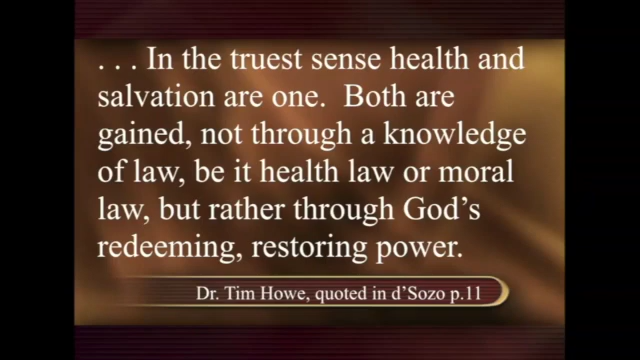 . . . In the truest sense health and
salvation are one.  Both are
gained, not through a knowledge
of law, be it health law or moral
law, but rather through God’s
redeeming, restoring power.
Dr. Tim Howe, quoted in d’Sozo p.11